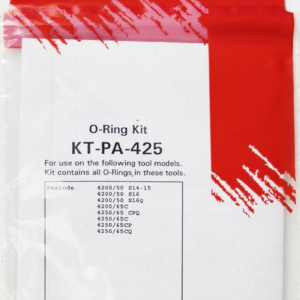 O-Ring Kit
KT-PA-425
For use on the following tool models.
Kit contains all O-Rings in these tools.
Paslode 4200/50 S14-15
4200/50 S16
4200/50 S16Q
4200/65C
4250/65 CPQ
4250/65C
4250/65CP
4250/65CQ